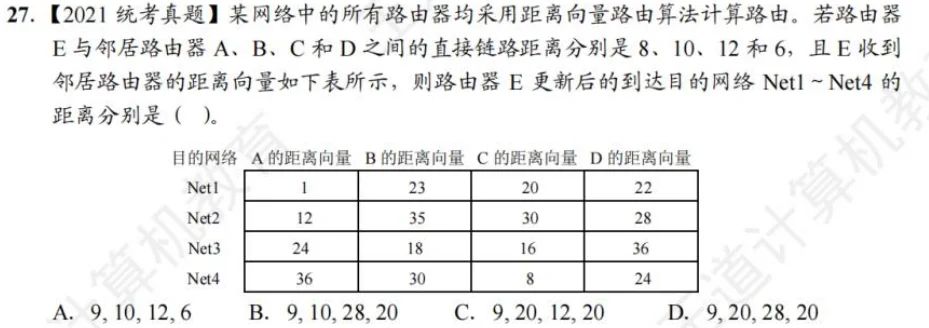 27.【2021 统考真题】某网络中的所有路由器均采用距离向量路由算法计算路由。若路由器
E 与邻居路由器 A、B、C 和 D 之间的直接链路距离分别是 8、10、12 和 6，且 E 收到
邻居路由器的距离向量如下表所示，则路由器 E 更新后的到达目的网络 Net1 ~ Net4 的
距离分别是（ ）。
目的网络 A 的距离向量 B 的距离向量 C 的距离向量 D 的距离向量
Net1 1 23 20 22
Net2 12 35 30 28
Net3 24 18 16 36
Net4 36 30 8 24
A. 9, 10, 12, 6 B. 9, 10, 28, 20 C. 9, 20, 12, 20 D. 9, 20, 28, 20